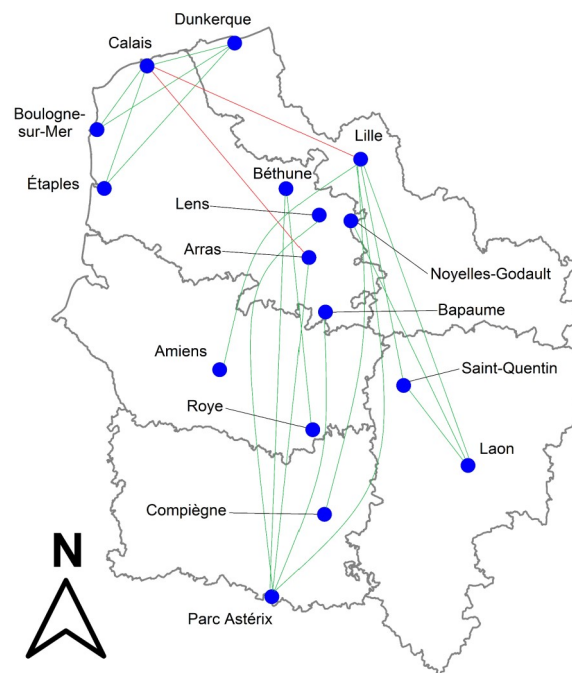 Dunkerque
Calais
Boulogne-
sur-Mer
Lille
Étaples
Béthune
Lens
Arras
Noyelles-Godault
Bapaume
Amiens
Saint-Quentin
Roye
Laon
Compiègne
N
Parc Astérix